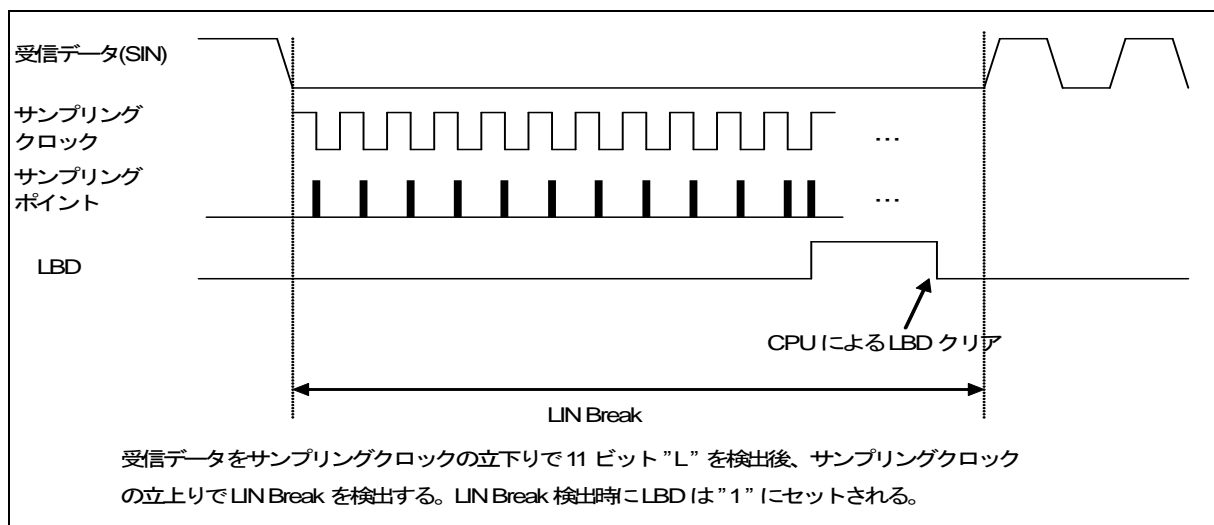 受信データ(SIN)
サンプリング
クロック
…
サンプリング
ポイント
…
LBD
CPU による LBD クリア
LIN Break
受信データをサンプリングクロックの立下りで 11 ビット ”L” を検出後、サンプリングクロック
の立上りで LIN Break を検出する。LIN Break 検出時に LBD は ”1” にセットされる。